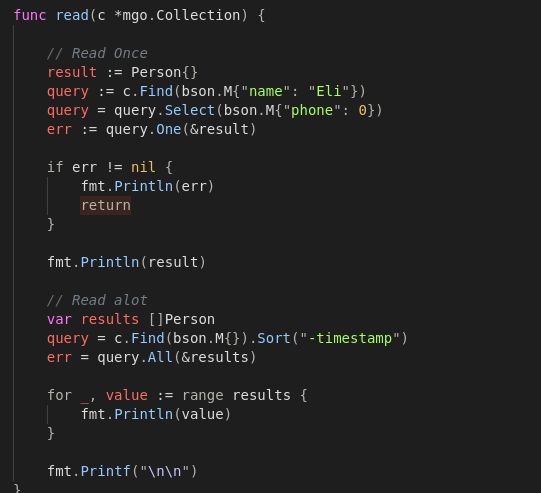 func read(c *mgo.Collection) {
// Read Once
result := Person{}
query := c.Find(bson.M{"name": "Eli"})
query = query.Select(bson.M{"phone": 0})
err := query.One(&result)
if err != nil {
fmt.Println(err)
return
}
fmt.Println(result)
// Read alot
var results []Person
query = c.Find(bson.M{}).Sort("-timestamp")
err = query.All(&results)
for _, value := range results {
fmt.Println(value)
}
fmt.Printf("\n\n")
}